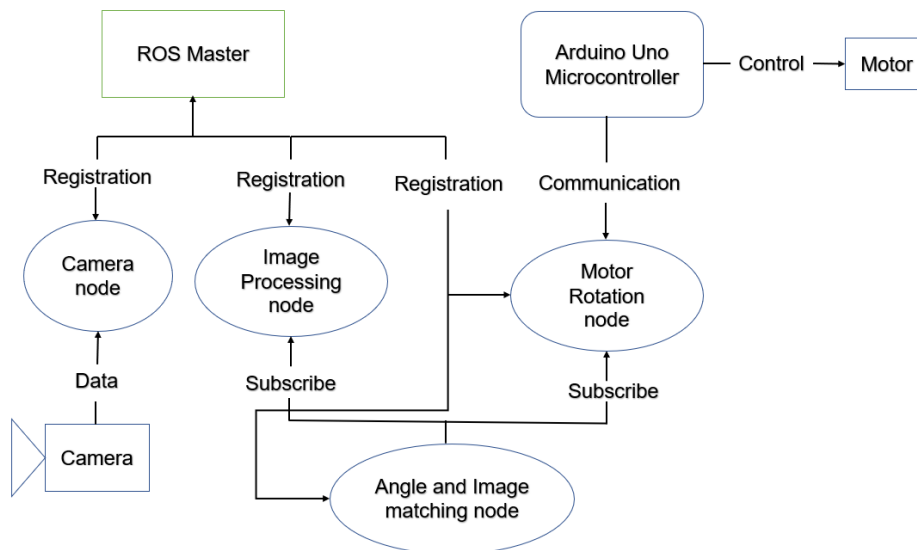 ROS Master
Arduino Uno
Microcontroller
Control
Motor
Registration
Registration
Registration
Communication
Camera
node
Image
Processing
node
Motor
Rotation
node
Data
Subscribe
Subscribe
Camera
Angle and Image
matching node